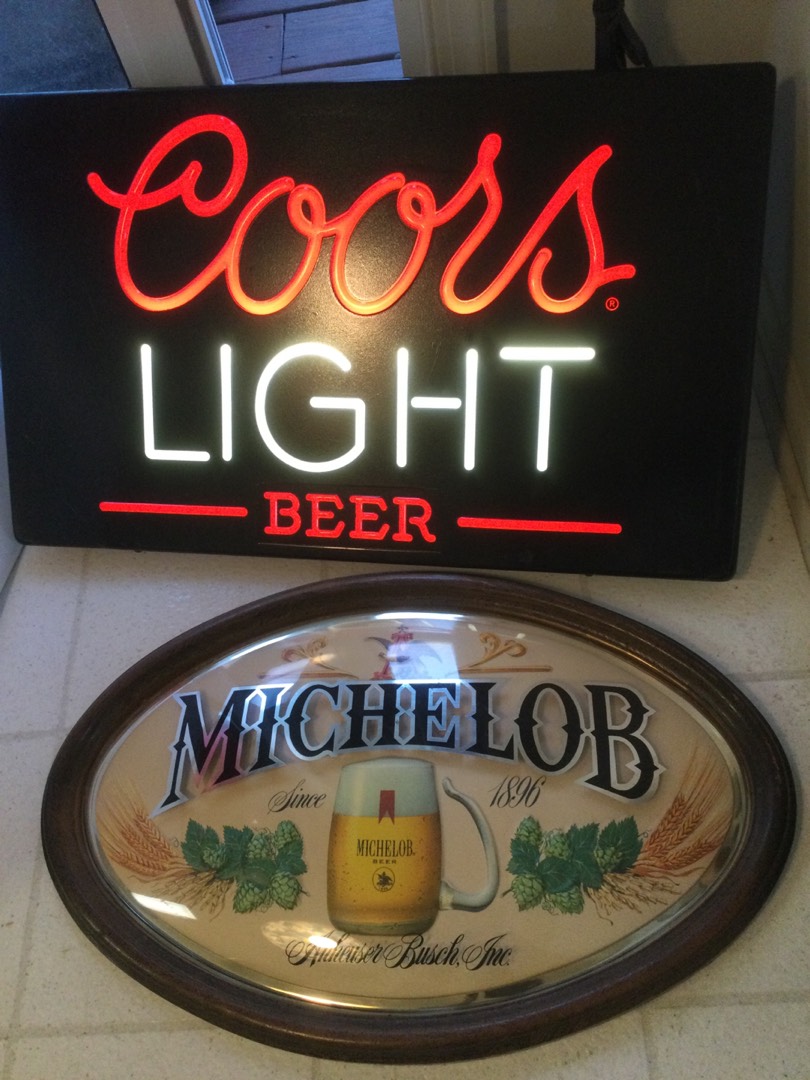 Coors®
LIGHT
BEER
MICHELOB
Since 1896
MICHELOB
BEER
Anheuser Busch, Inc.